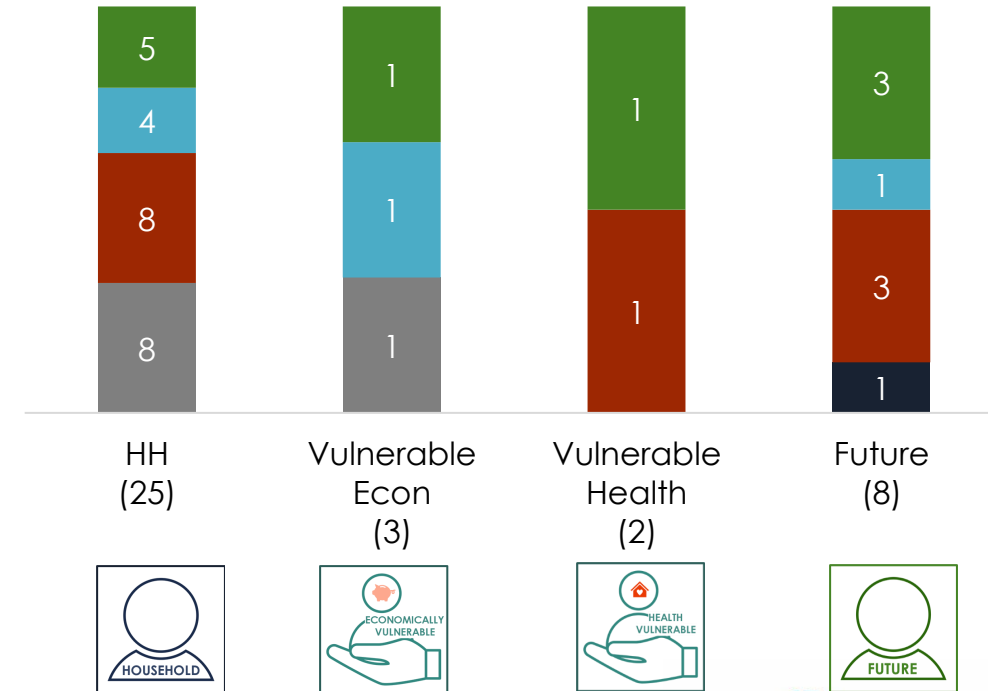 5
4
8
8
1
1
1
1
1
3
1
3
1
HH
(25)
Vulnerable
Econ
(3)
Vulnerable
Health
(2)
Future
(8)
HOUSEHOLD
ECONOMICALLY
VULNERABLE
HEALTH
VULNERABLE
FUTURE